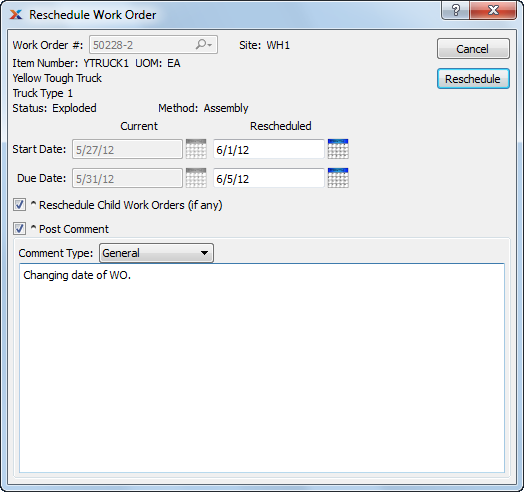 Reschedule Work Order
Work Order #: 50228-2 Site: WH1 Cancel
Item Number: YTRUCK1 UOM: EA
Yellow Tough Truck Reschedule
Truck Type 1
Status: Exploded Method: Assembly
Current Rescheduled
Start Date: 5/27/12 6/1/12
Due Date: 5/31/12 6/5/12
^ Reschedule Child Work Orders (if any)
^ Post Comment
Comment Type: General
Changing date of WO.